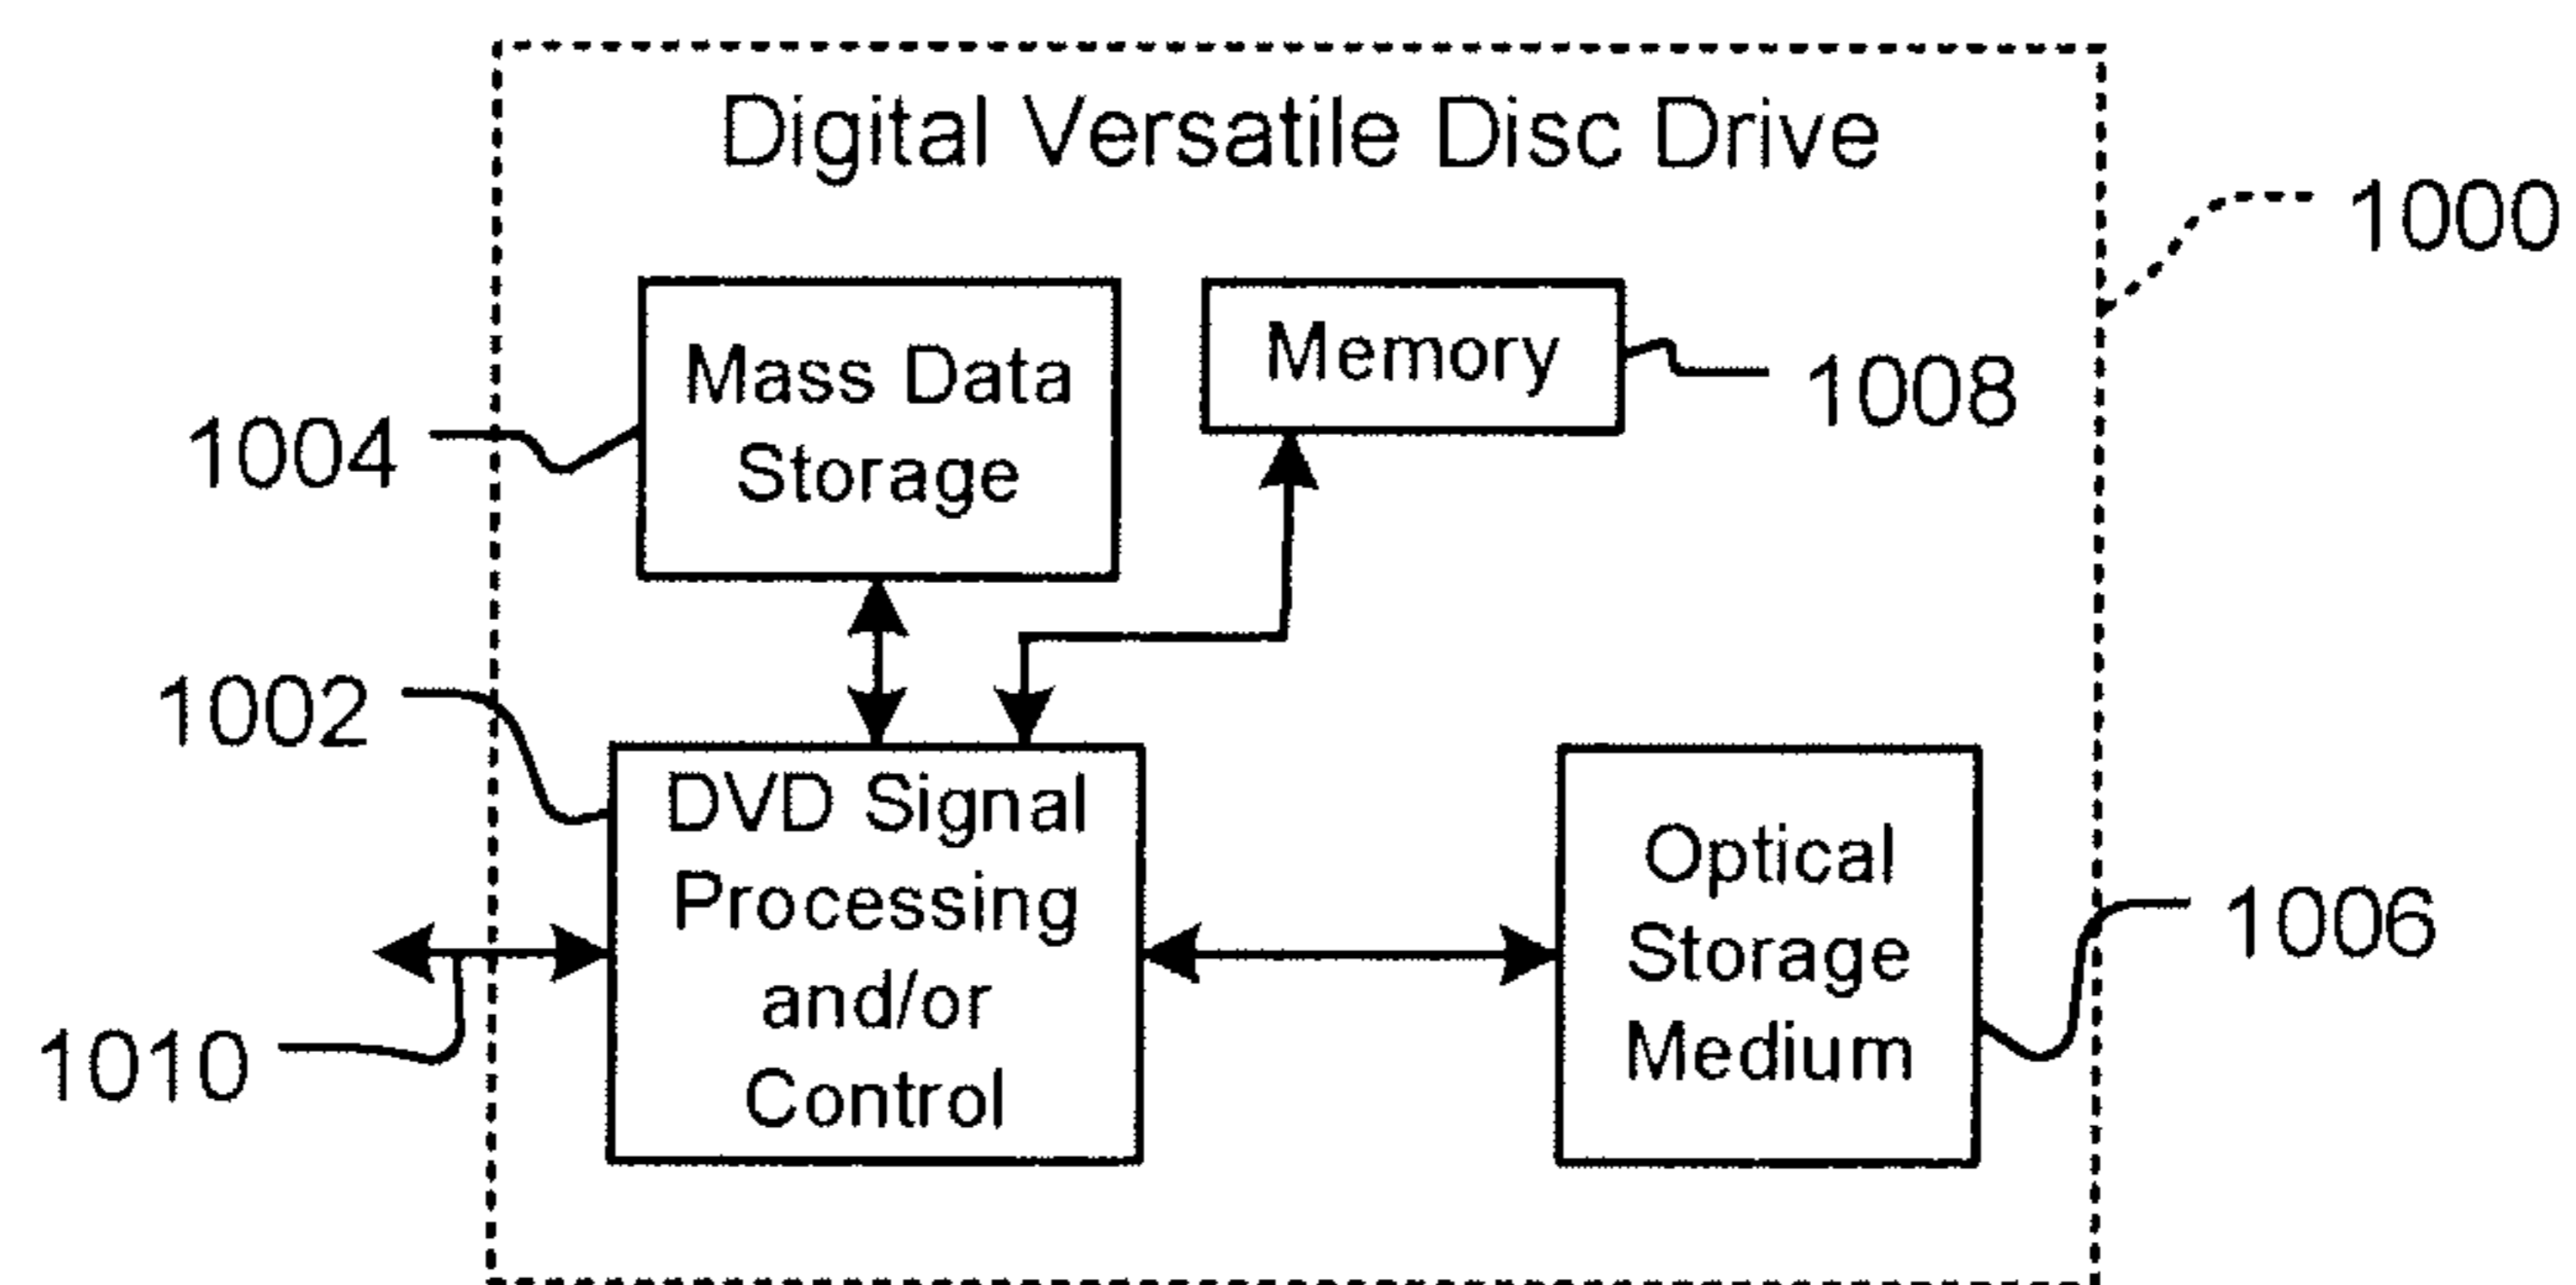 Digital Versatile Disc Drive
1000
Mass Data
Storage
Memory
1004
1008
1002
DVD Signal
Processing
and/or
Control
Optical
Storage
Medium
1006
1010